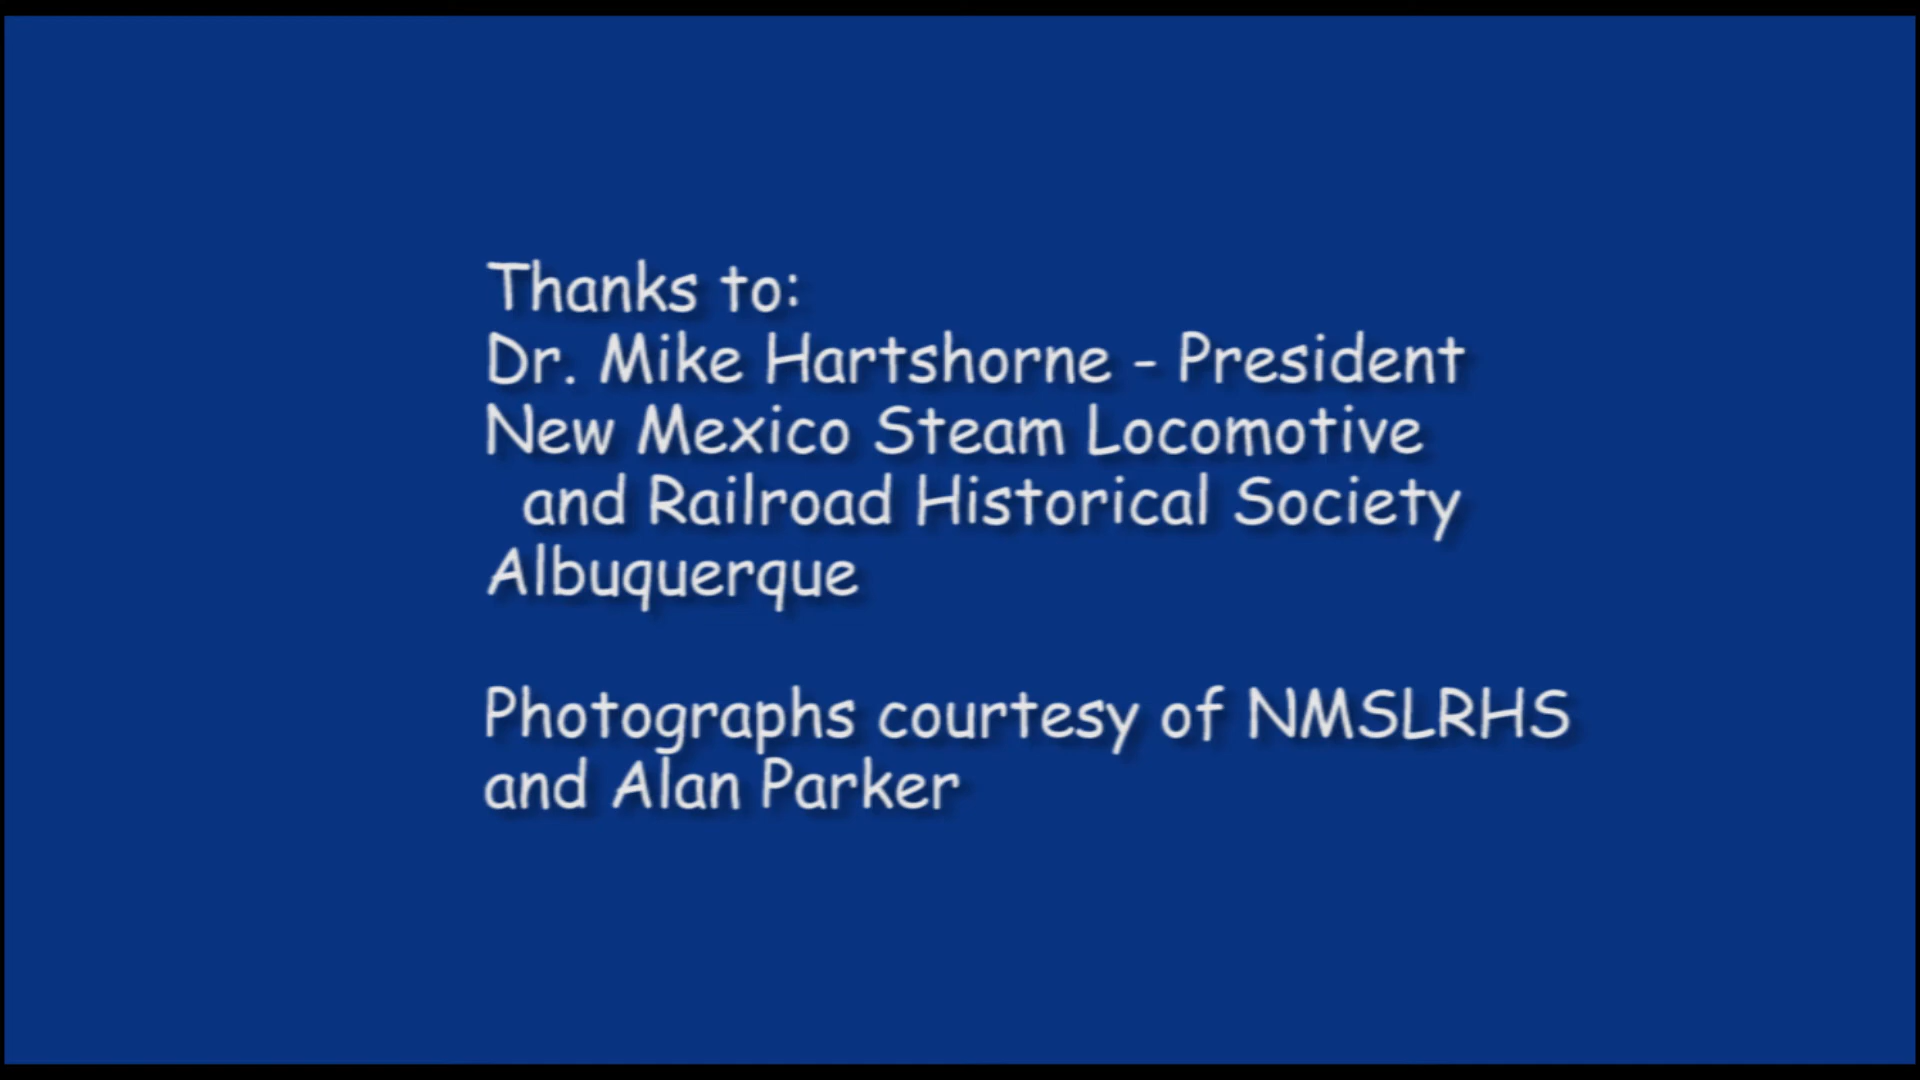 Thanks to:
Dr. Mike Hartshorne - President
New Mexico Steam Locomotive
and Railroad Historical Society
Albuquerque
Photographs courtesy of NMSLRHS
and Alan Parker